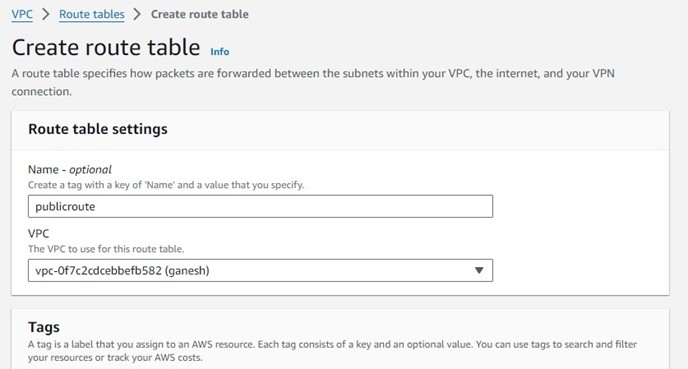 VPC > Route tables > Create route table
Create route table Info
A route table specifies how packets are forwarded between the subnets within your VPC, the internet, and your VPN
connection.
Route table settings
Name - optional
Create a tag with a key of 'Name' and a value that you specify.
publicroute
VPC
The VPC to use for this route table.
vpc-0f7c2cdcebbefb582 (ganesh)
Tags
A tag is a label that you assign to an AWS resource. Each tag consists of a key and an optional value. You can use tags to search and filter
your resources or track your AWS costs.